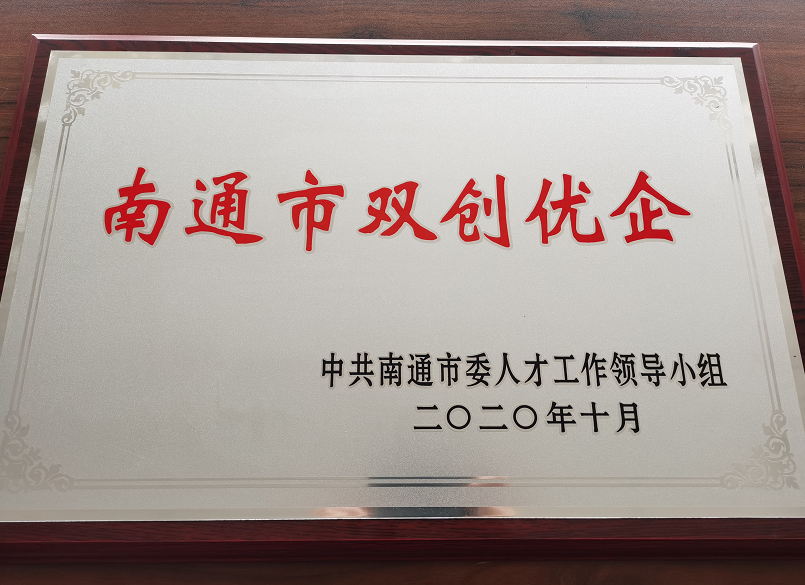 南通市双创优企
中共南通市委人才工作领导小组
二〇二〇年十月